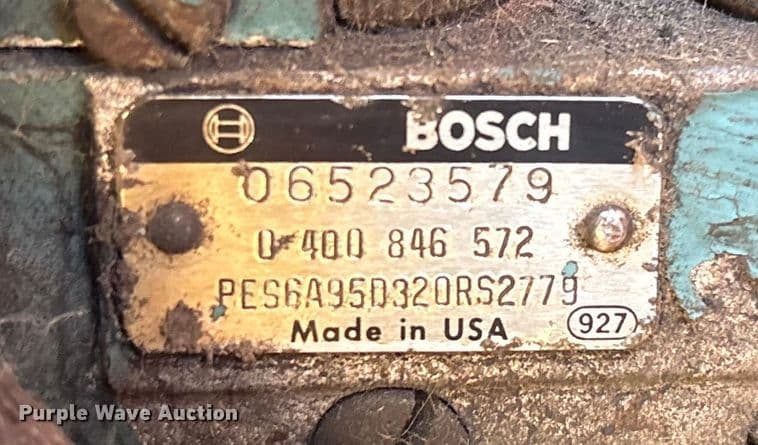 BOSCH
06523579
0 400 846 572
PES6A95D320RS2779
Made in USA 927
Purple Wave Auction